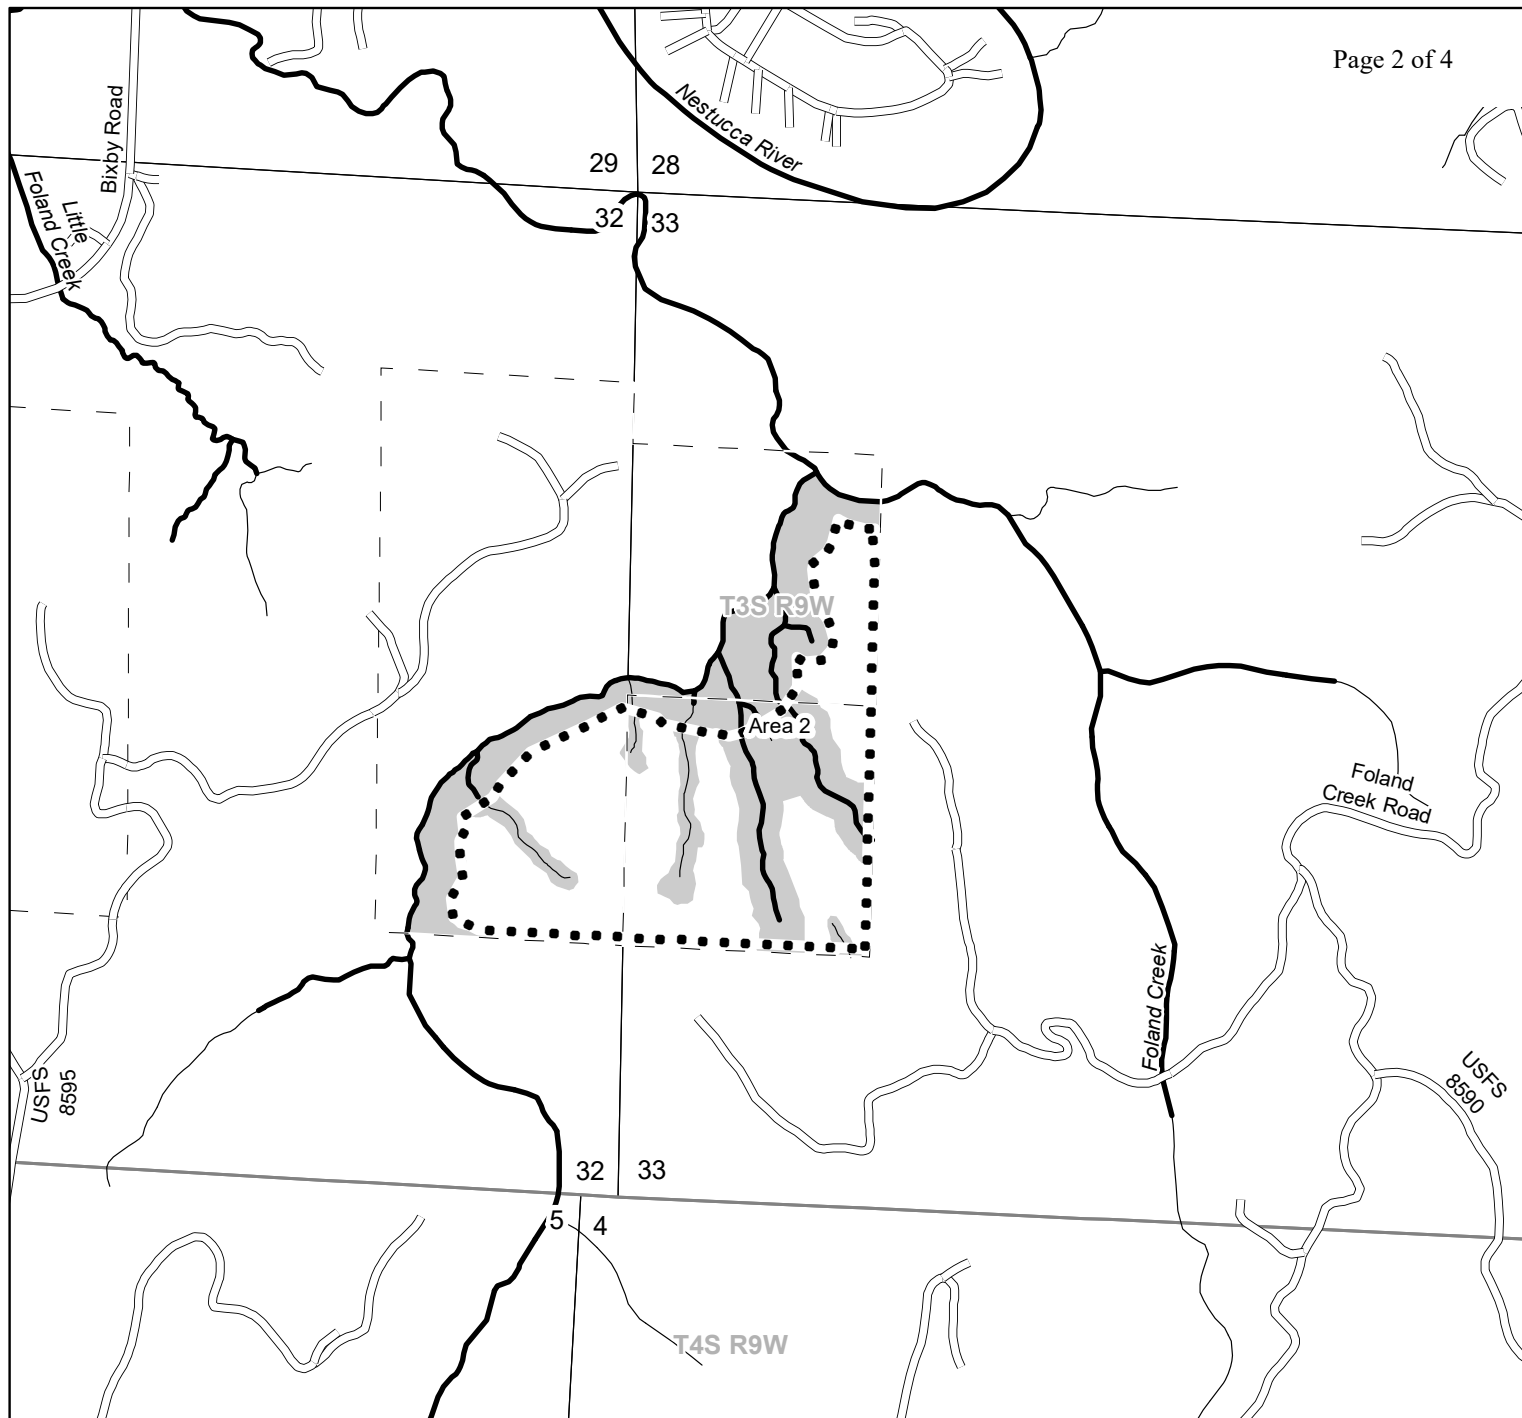 Page 2 of 4
Bixby Road
Nestucca River
29
28
32
33
Little
Foland Creek
T3S R9W
Area 2
Foland
Creek Road
Foland Creek
USFS
8595
USFS
8590
32
33
5
4
T4S R9W